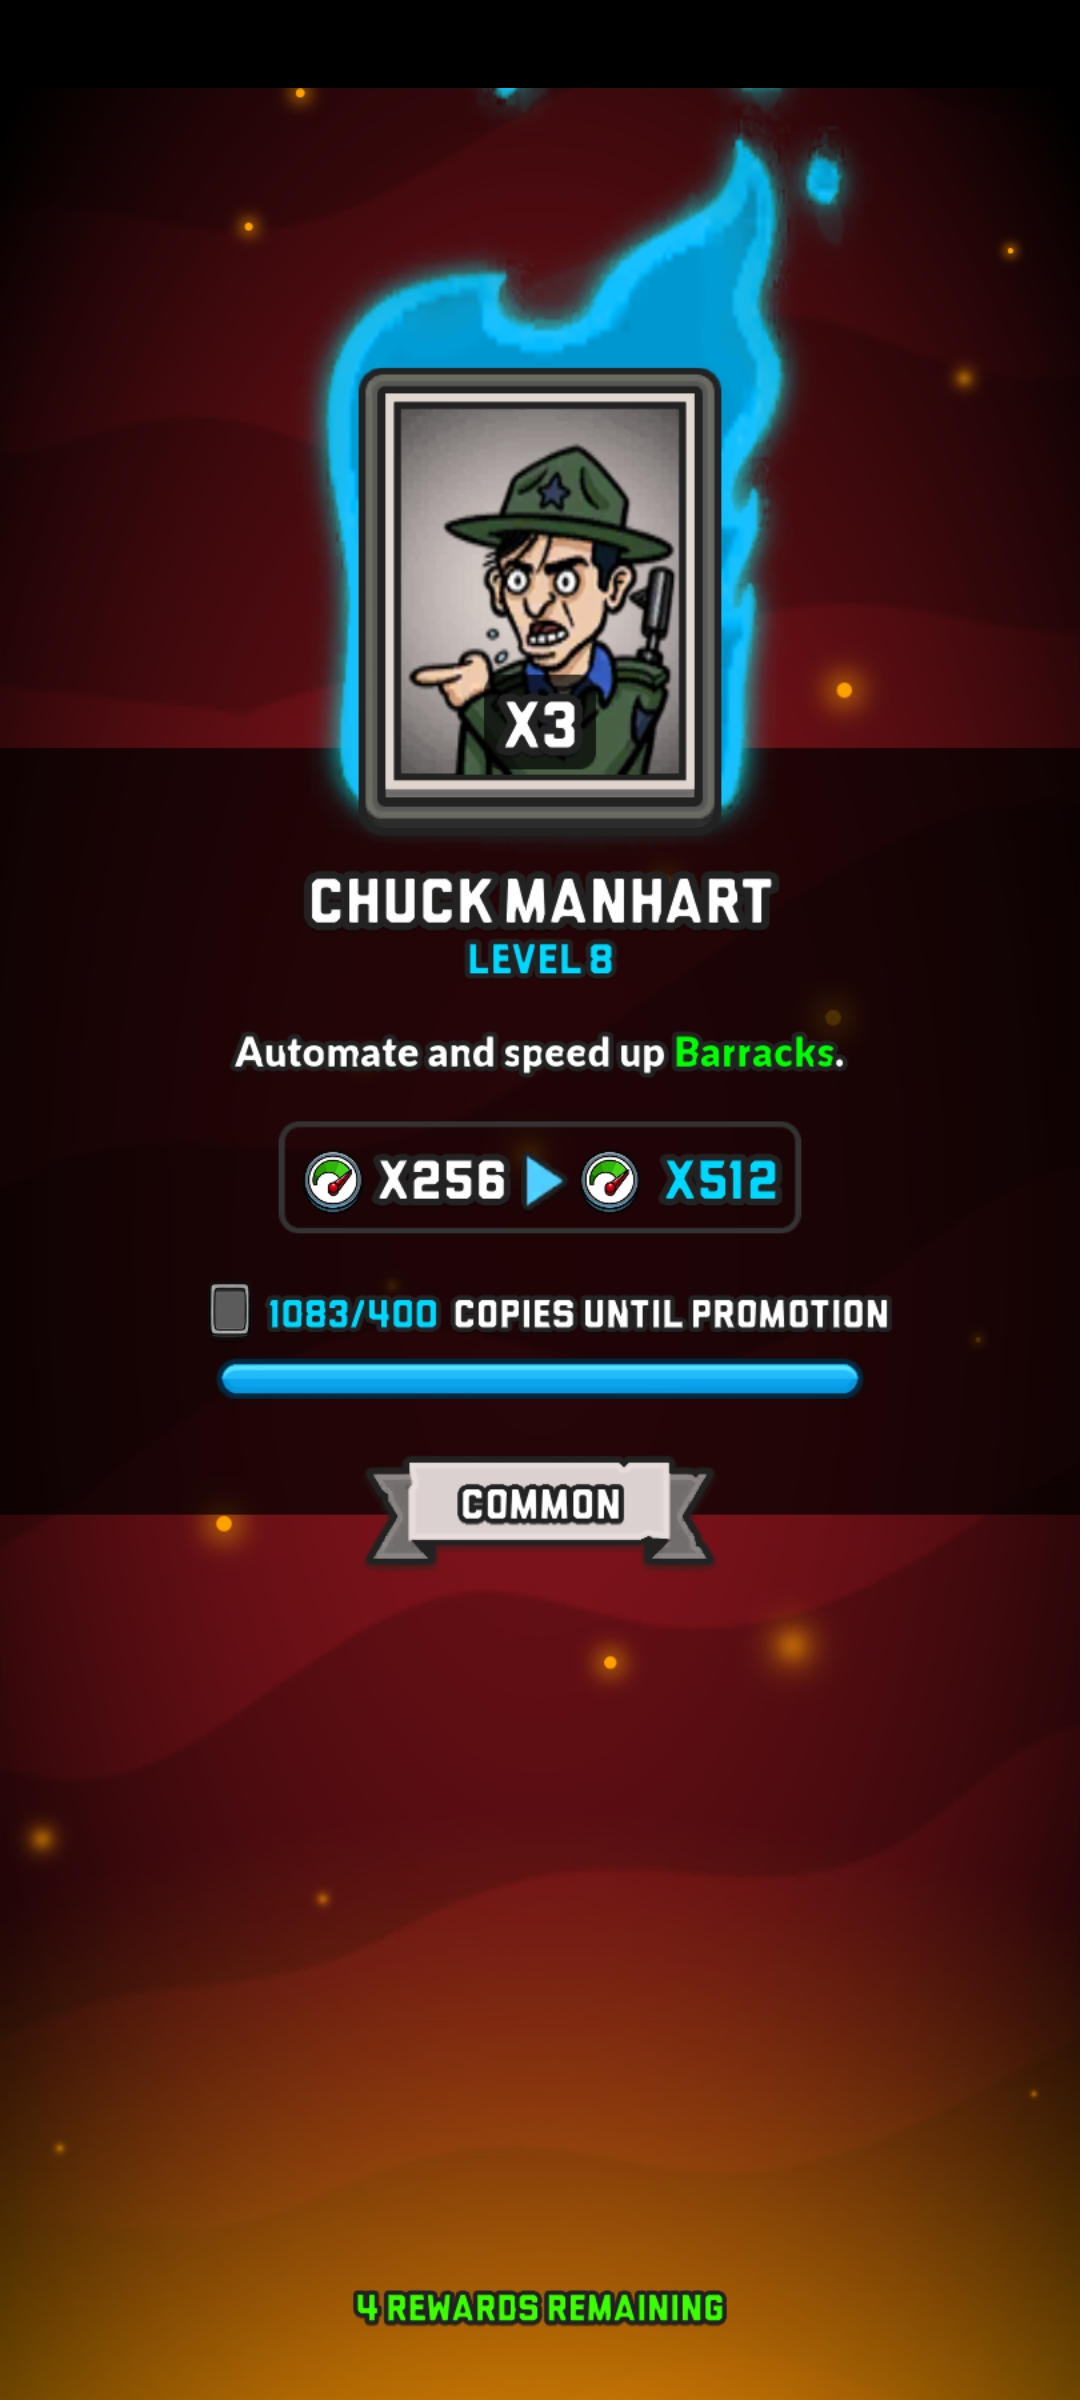 X3
CHUCK MANHART
LEVEL 8
Automate and speed up Barracks.
X256 X512
1083/400 COPIES UNTIL PROMOTION
COMMON
4 REWARDS REMAINING